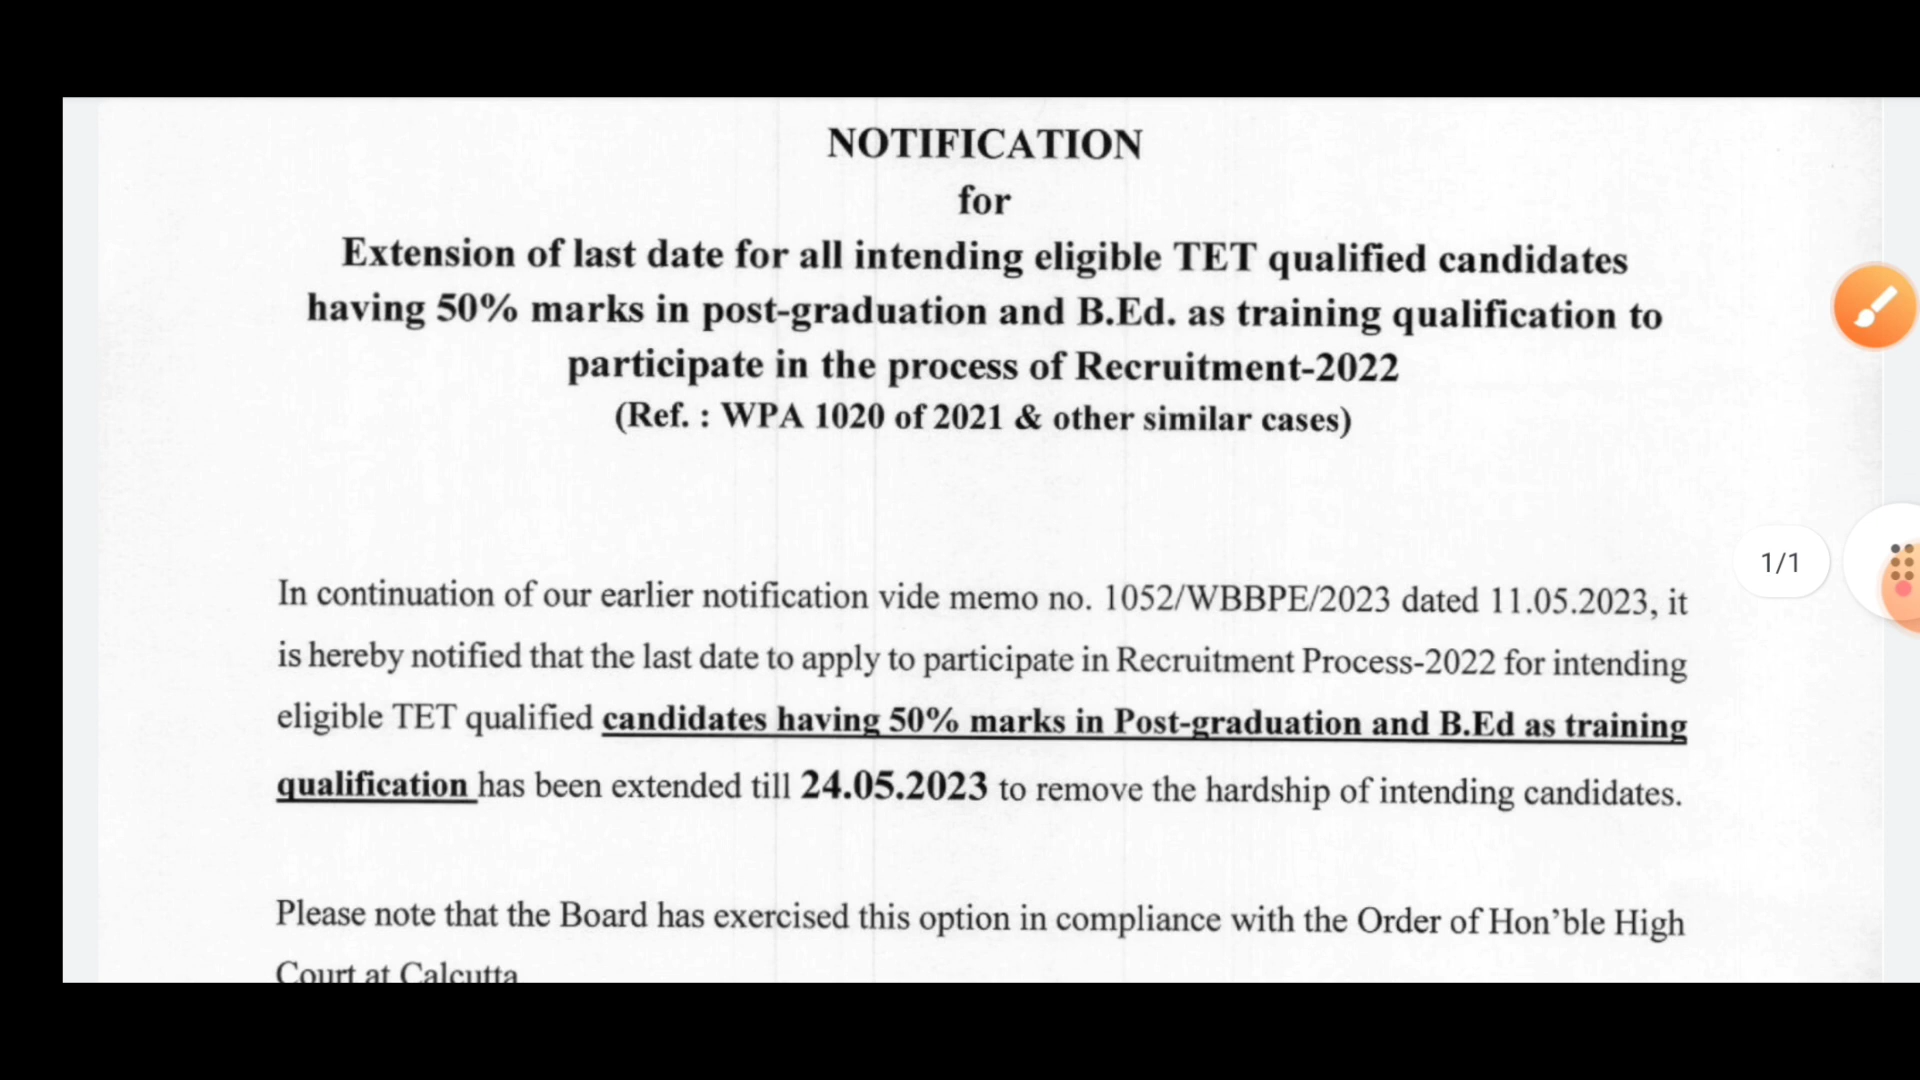 NOTIFICATION
for
Extension of last date for all intending eligible TET qualified candidates
having 50% marks in post-graduation and B.Ed. as training qualification to
participate in the process of Recruitment-2022
(Ref. : WPA 1020 of 2021 & other similar cases)
1/1
In continuation of our earlier notification vide memo no. 1052/WBBPE/2023 dated 11.05.2023, it
is hereby notified that the last date to apply to participate in Recruitment Process-2022 for intending
eligible TET qualified candidates having 50% marks in Post-graduation and B.Ed as training
qualification has been extended till 24.05.2023 to remove the hardship of intending candidates.
Please note that the Board has exercised this option in compliance with the Order of Hon’ble High
Court at Calcutta